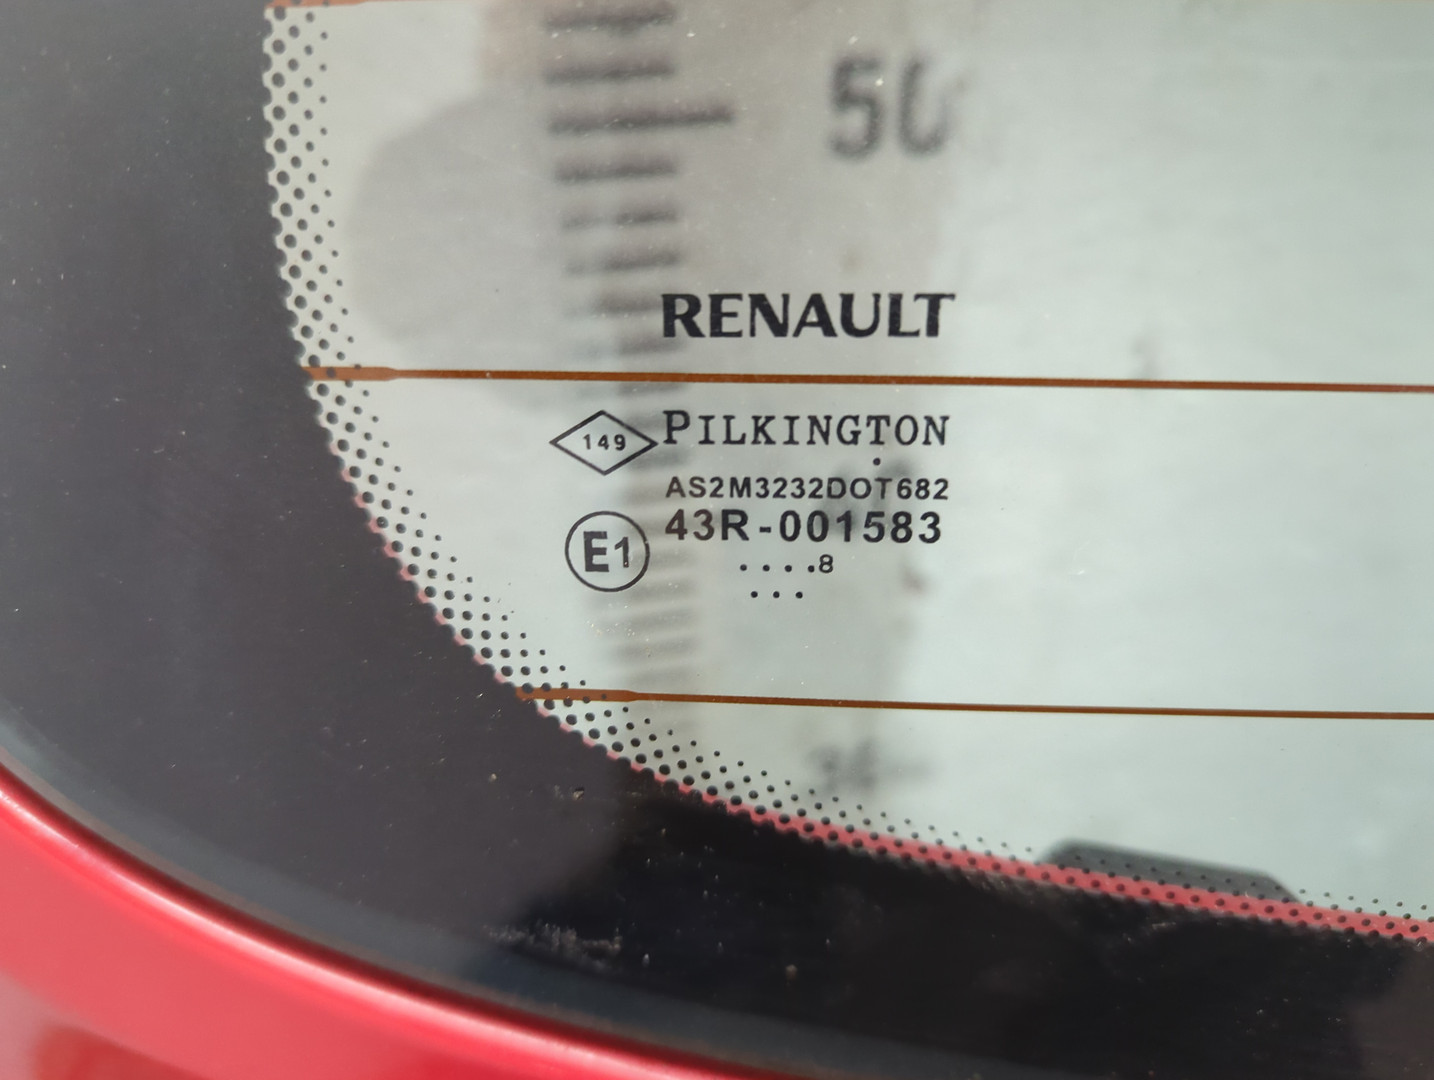 50
RENAULT
149 PILKINGTON
AS2M3232DOT682
E1 43R-001583
....8
...